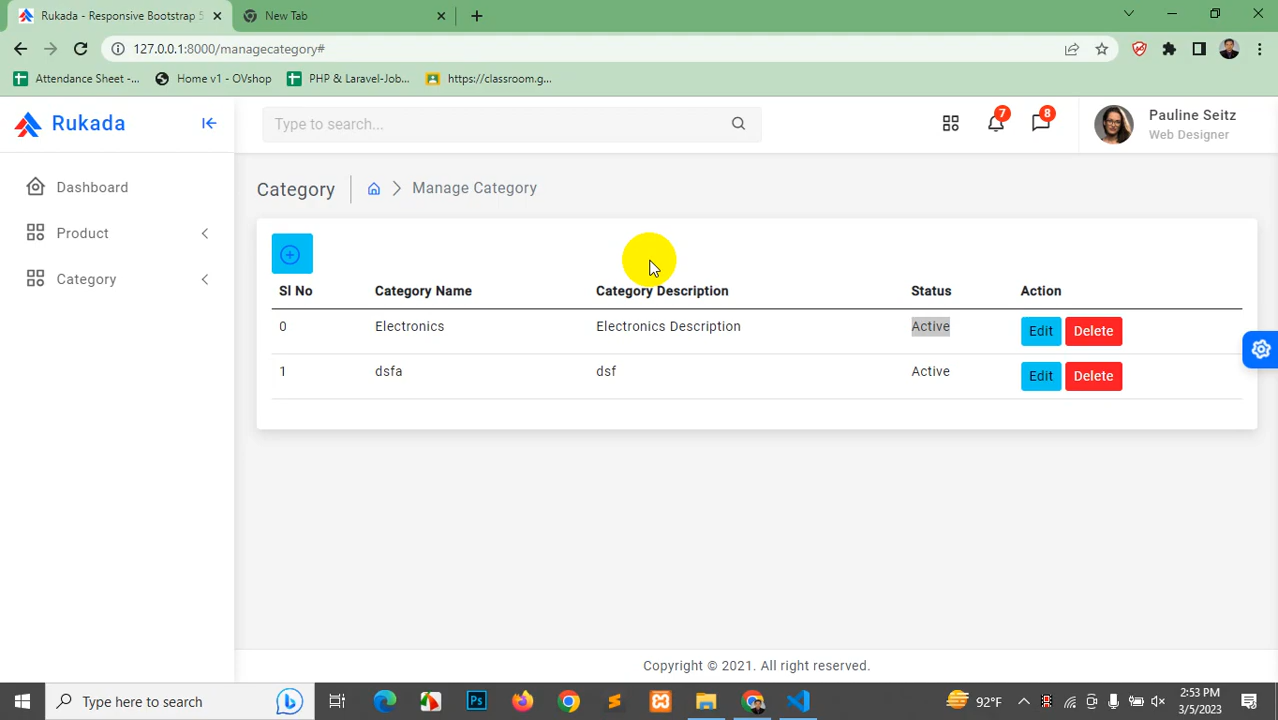 Rukada - Responsive Bootstrap 5
New Tab
127.0.0.1:8000/managecategory#
Attendance Sheet -...
Home v1 - OVshop
PHP & Laravel-Job...
https://classroom.g...
Rukada
Type to search...
7
8
Pauline Seitz
Web Designer
Dashboard
Product
Category
Category
Manage Category
Sl No Category Name Category Description Status Action
0 Electronics Electronics Description Active Edit Delete
1 dsfa dsf Active Edit Delete
Copyright © 2021. All right reserved.
Type here to search
Ps
92°F
2:53 PM
3/5/2023